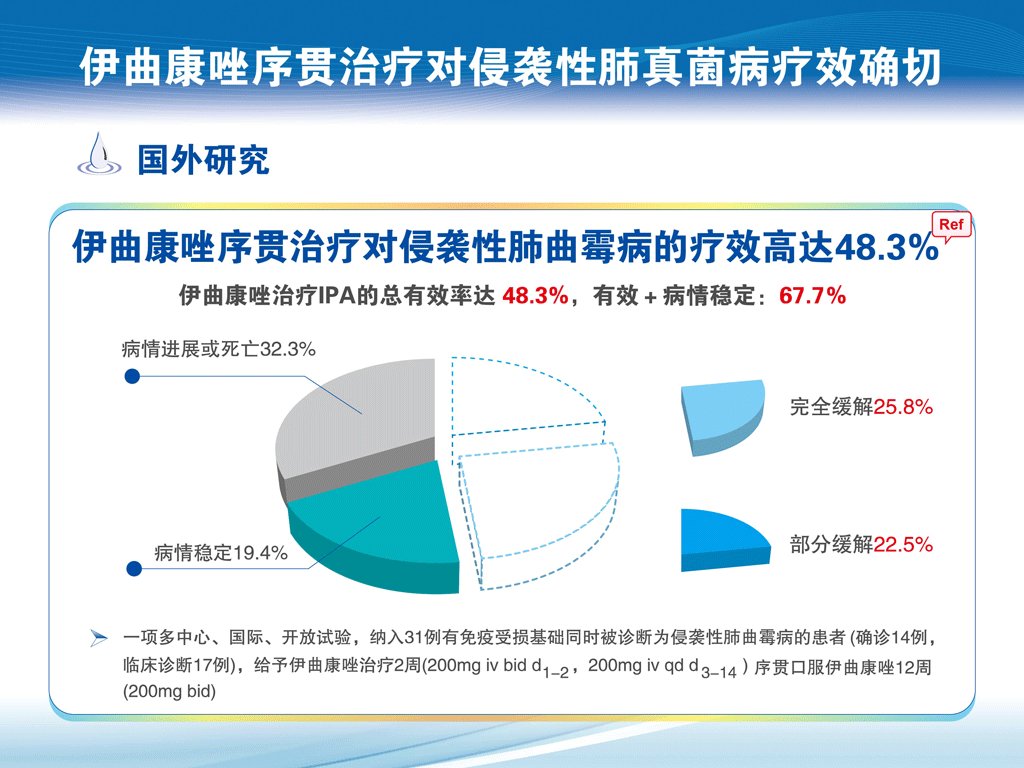 伊曲康唑序贯治疗对侵袭性肺真菌病疗效确切
国外研究
Ref
伊曲康唑序贯治疗对侵袭性肺曲霉病的疗效高达48.3%
伊曲康唑治疗IPA的总有效率达 48.3%，有效 + 病情稳定：67.7%
病情进展或死亡32.3%
完全缓解25.8%
部分缓解22.5%
病情稳定19.4%
一项多中心、国际、开放试验，纳入31例有免疫受损基础同时被诊断为侵袭性肺曲霉病的患者 (确诊14例，
临床诊断17例)，给予伊曲康唑治疗2周(200mg iv bid d1–2，200mg iv qd d3–14 ) 序贯口服伊曲康唑12周
(200mg bid)